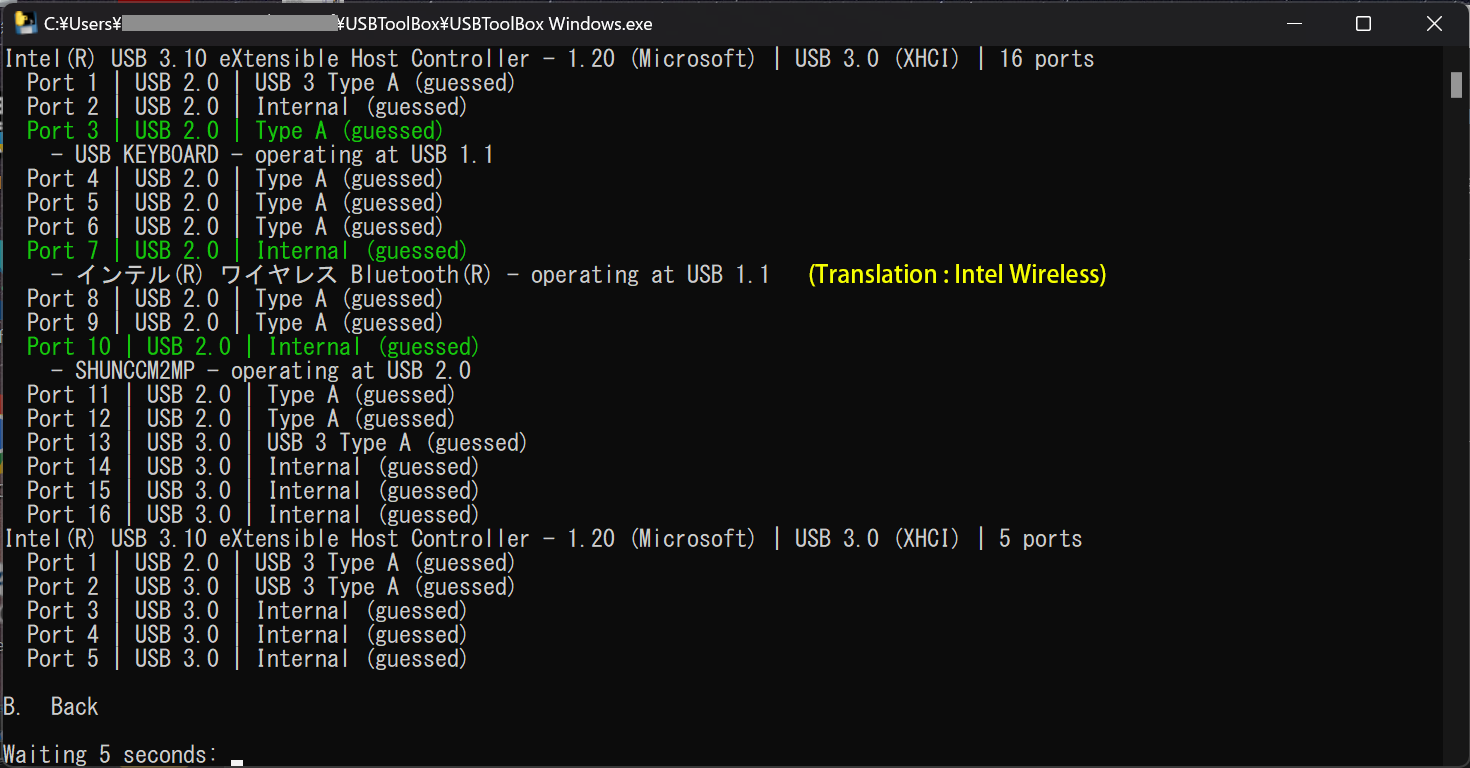 C:¥Users¥ ¥USBToolBox¥USBToolBox Windows.exe
Intel(R) USB 3.10 eXtensible Host Controller - 1.20 (Microsoft) | USB 3.0 (XHCI) | 16 ports
Port 1 | USB 2.0 | USB 3 Type A (guessed)
Port 2 | USB 2.0 | Internal (guessed)
Port 3 | USB 2.0 | Type A (guessed)
- USB KEYBOARD - operating at USB 1.1
Port 4 | USB 2.0 | Type A (guessed)
Port 5 | USB 2.0 | Type A (guessed)
Port 6 | USB 2.0 | Type A (guessed)
Port 7 | USB 2.0 | Internal (guessed)
- インテル(R) ワイヤレス Bluetooth(R) - operating at USB 1.1 (Translation : Intel Wireless)
Port 8 | USB 2.0 | Type A (guessed)
Port 9 | USB 2.0 | Type A (guessed)
Port 10 | USB 2.0 | Internal (guessed)
- SHUNCCM2MP - operating at USB 2.0
Port 11 | USB 2.0 | Type A (guessed)
Port 12 | USB 2.0 | Type A (guessed)
Port 13 | USB 3.0 | USB 3 Type A (guessed)
Port 14 | USB 3.0 | Internal (guessed)
Port 15 | USB 3.0 | Internal (guessed)
Port 16 | USB 3.0 | Internal (guessed)
Intel(R) USB 3.10 eXtensible Host Controller - 1.20 (Microsoft) | USB 3.0 (XHCI) | 5 ports
Port 1 | USB 2.0 | USB 3 Type A (guessed)
Port 2 | USB 3.0 | USB 3 Type A (guessed)
Port 3 | USB 3.0 | Internal (guessed)
Port 4 | USB 3.0 | Internal (guessed)
Port 5 | USB 3.0 | Internal (guessed)
B. Back
Waiting 5 seconds: